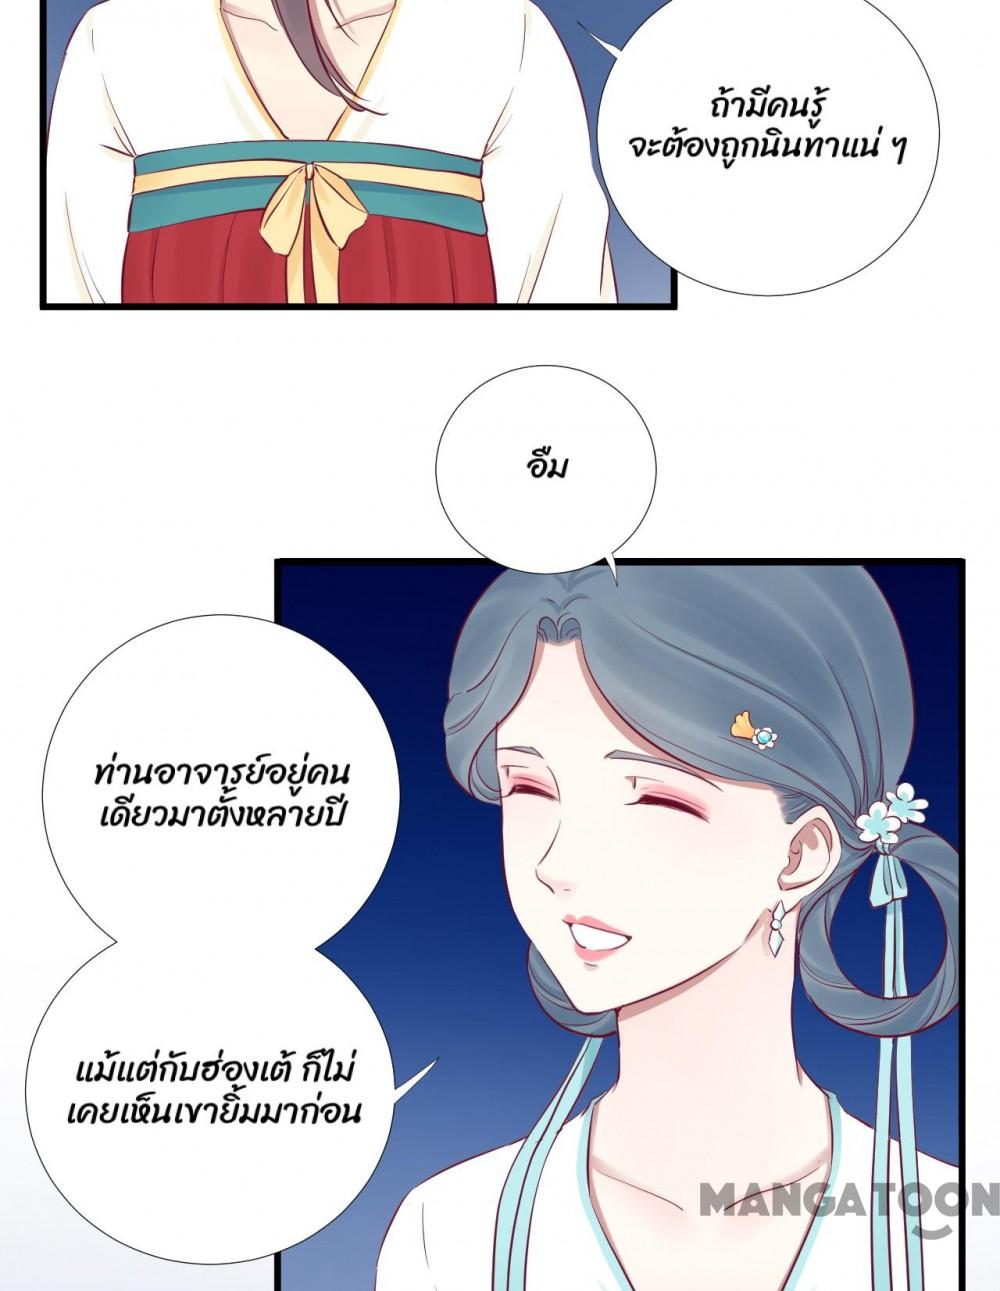 ถ้ามีคนรู้
จะต้องถูกนินทาแน่ ๆ
อืม
ท่านอาจารย์อยู่คน
เดียวมาตั้งหลายปี
แม้แต่กับฮ่องเต้ ก็ไม่
เคยเห็นเขายิ้มมาก่อน
MANGATOON